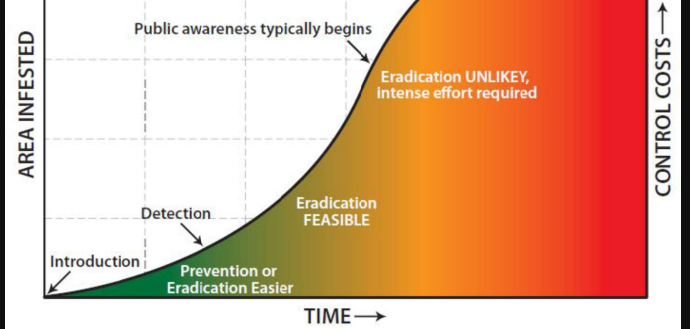 Public awareness typically begins
Eradication UNLIKEY,
intense effort required
AREA INFESTED
CONTROL COSTS
Eradication
FEASIBLE
Detection
Introduction
Prevention or
Eradication Easier
TIME